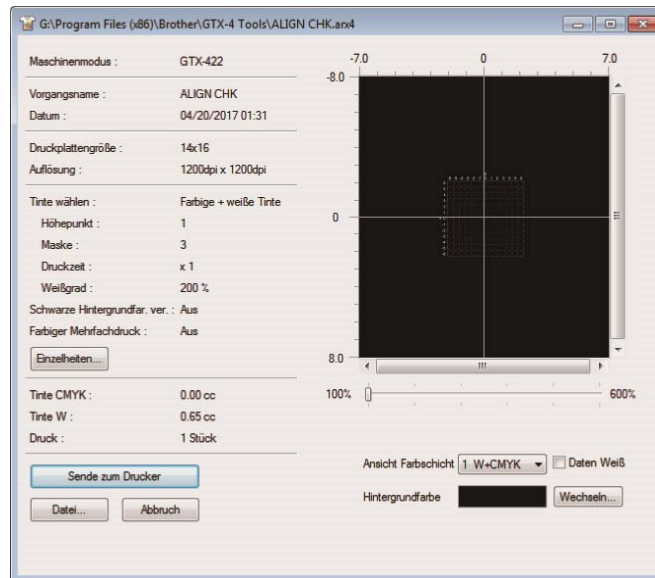 G:\Program Files (x86)\Brother\GTX-4 Tools\ALIGN CHK.arx4
Maschinenmodus : GTX-422
Vorgangsname : ALIGN CHK
Datum : 04/20/2017 01:31
Druckplattengröße : 14x16
Auflösung : 1200dpi x 1200dpi
Tinte wählen : Farbige + weiße Tinte
Höhepunkt : 1
Maske : 3
Druckzeit : x 1
Weißgrad : 200 %
Schwarze Hintergrundfar. ver. : Aus
Farbiger Mehrfachdruck : Aus
Einzelheiten...
Tinte CMYK : 0.00 cc
Tinte W : 0.65 cc
Druck : 1 Stück
Sende zum Drucker
Datei... Abbruch
-7.0 0 7.0
-8.0
0
8.0
100% 600%
Ansicht Farbschicht 1 W+CMYK Daten Weiß
Hintergrundfarbe Wechseln...